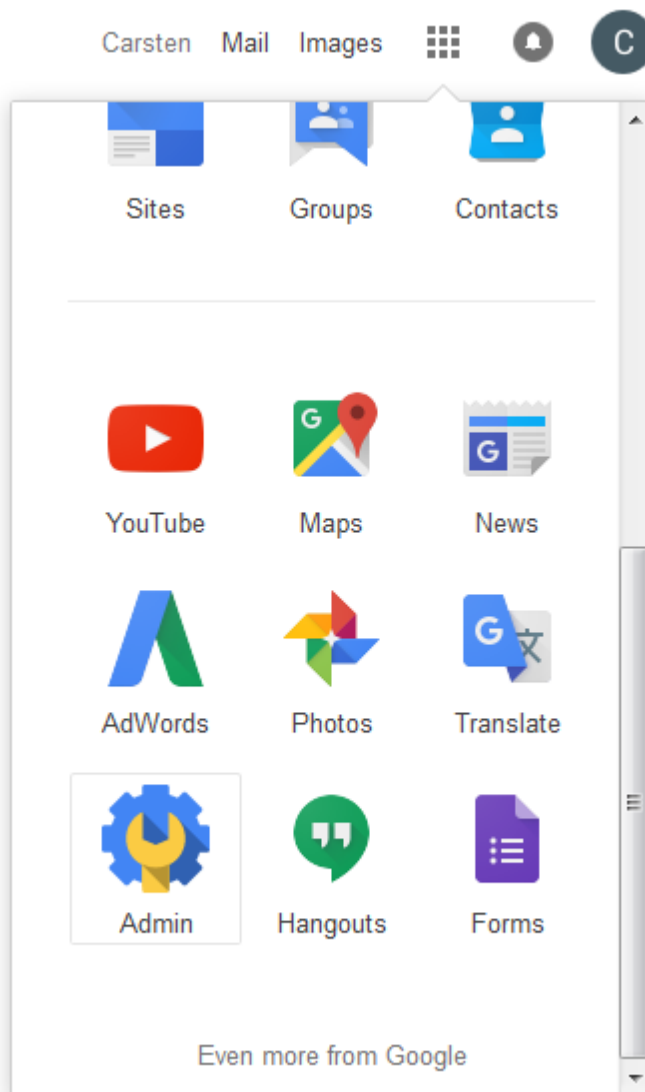 Carsten Mail Images C
Sites Groups Contacts
G G
YouTube Maps News
G 文
AdWords Photos Translate
Admin Hangouts Forms
Even more from Google